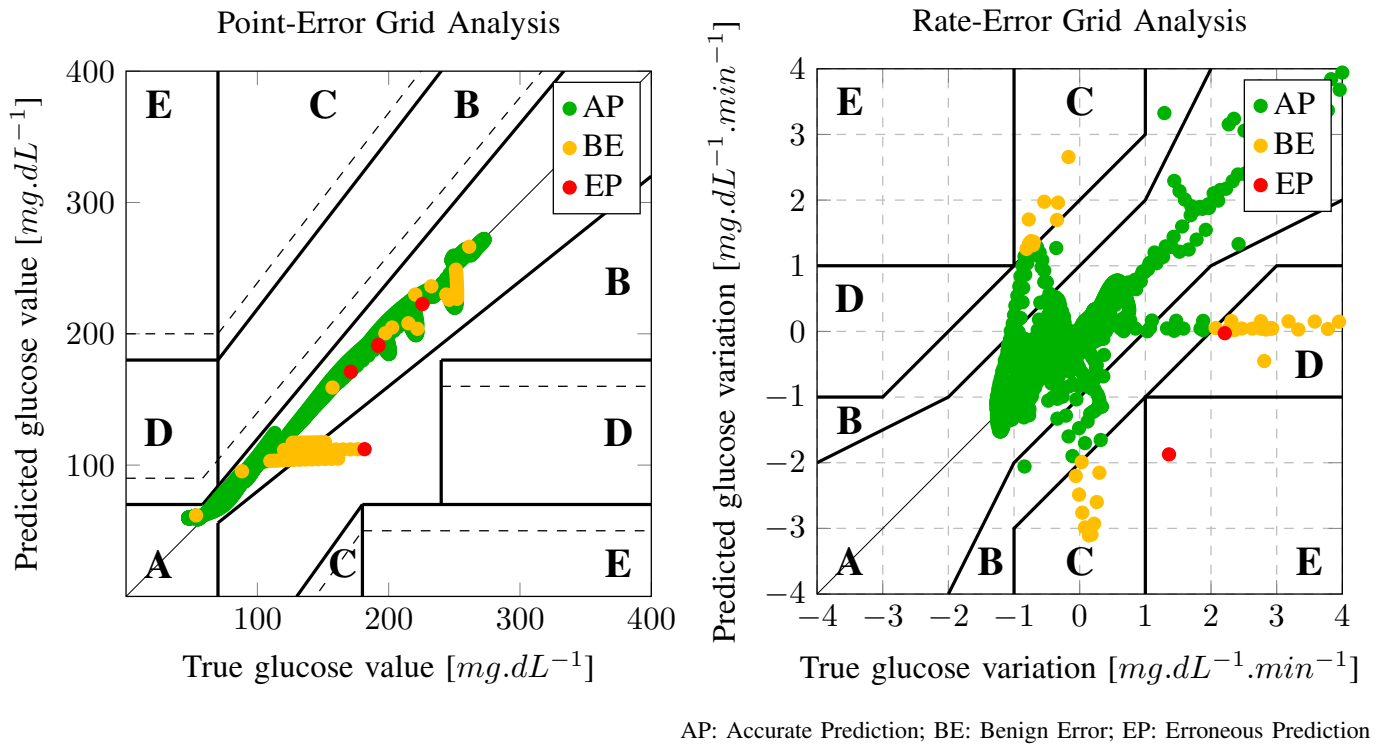 Point-Error Grid Analysis
Predicted glucose value [mg.dL⁻¹]
400
300
200
100
E
C
B
B
D
D
A
C
E
AP
BE
EP
100 200 300 400
True glucose value [mg.dL⁻¹]
Rate-Error Grid Analysis
Predicted glucose variation [mg.dL⁻¹.min⁻¹]
4
3
2
1
0
−1
−2
−3
−4
E
C
D
B
D
A
B
C
E
AP
BE
EP
−4 −3 −2 −1 0 1 2 3 4
True glucose variation [mg.dL⁻¹.min⁻¹]
AP: Accurate Prediction; BE: Benign Error; EP: Erroneous Prediction